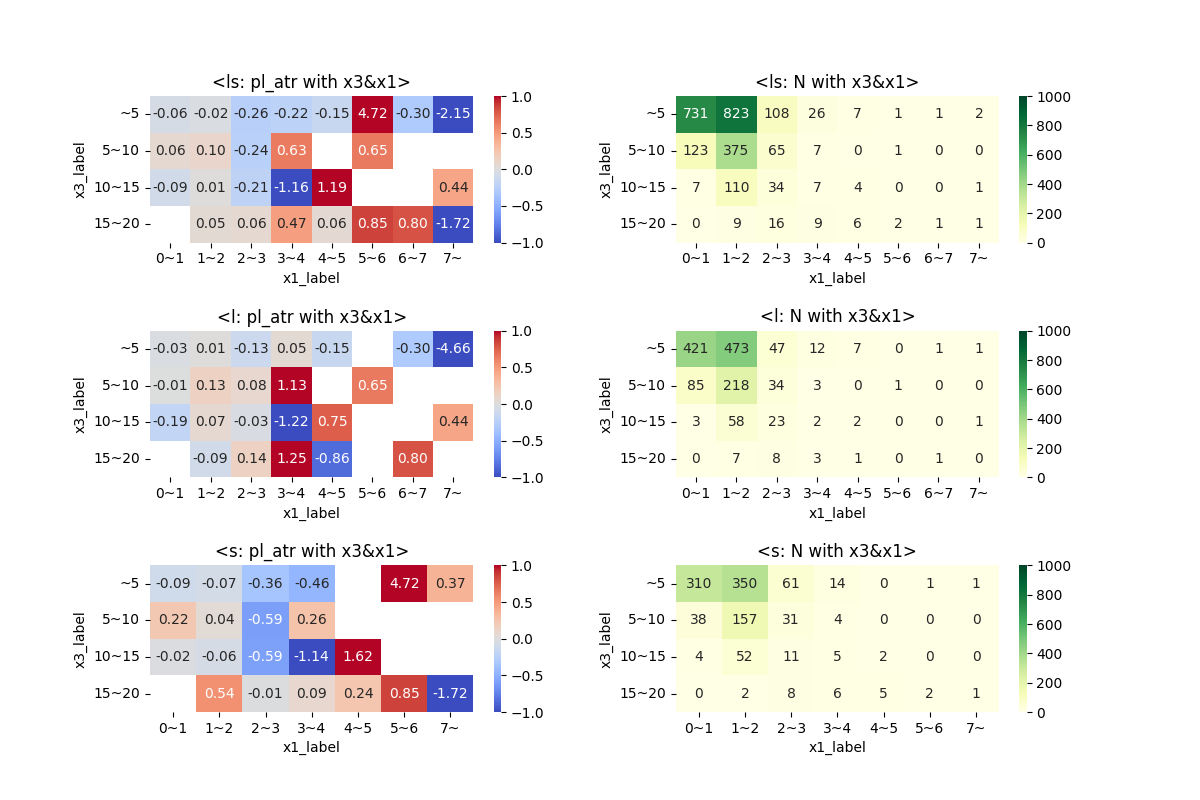 <ls: pl_atr with x3&x1>
x3_label
~5 -0.06 -0.02 -0.26 -0.22 -0.15 4.72 -0.30 -2.15
5~10 0.06 0.10 -0.24 0.63 0.65
10~15 -0.09 0.01 -0.21 -1.16 1.19 0.44
15~20 0.05 0.06 0.47 0.06 0.85 0.80 -1.72
0~1 1~2 2~3 3~4 4~5 5~6 6~7 7~
x1_label
1.0
0.5
0.0
−0.5
−1.0
<ls: N with x3&x1>
x3_label
~5 731 823 108 26 7 1 1 2
5~10 123 375 65 7 0 1 0 0
10~15 7 110 34 7 4 0 0 1
15~20 0 9 16 9 6 2 1 1
0~1 1~2 2~3 3~4 4~5 5~6 6~7 7~
x1_label
1000
800
600
400
200
0
<l: pl_atr with x3&x1>
x3_label
~5 -0.03 0.01 -0.13 0.05 -0.15 -0.30 -4.66
5~10 -0.01 0.13 0.08 1.13 0.65
10~15 -0.19 0.07 -0.03 -1.22 0.75 0.44
15~20 -0.09 0.14 1.25 -0.86 0.80
0~1 1~2 2~3 3~4 4~5 5~6 6~7 7~
x1_label
1.0
0.5
0.0
−0.5
−1.0
<l: N with x3&x1>
x3_label
~5 421 473 47 12 7 0 1 1
5~10 85 218 34 3 0 1 0 0
10~15 3 58 23 2 2 0 0 1
15~20 0 7 8 3 1 0 1 0
0~1 1~2 2~3 3~4 4~5 5~6 6~7 7~
x1_label
1000
800
600
400
200
0
<s: pl_atr with x3&x1>
x3_label
~5 -0.09 -0.07 -0.36 -0.46 4.72 0.37
5~10 0.22 0.04 -0.59 0.26
10~15 -0.02 -0.06 -0.59 -1.14 1.62
15~20 0.54 -0.01 0.09 0.24 0.85 -1.72
0~1 1~2 2~3 3~4 4~5 5~6 7~
x1_label
1.0
0.5
0.0
−0.5
−1.0
<s: N with x3&x1>
x3_label
~5 310 350 61 14 0 1 1
5~10 38 157 31 4 0 0 0
10~15 4 52 11 5 2 0 0
15~20 0 2 8 6 5 2 1
0~1 1~2 2~3 3~4 4~5 5~6 7~
x1_label
1000
800
600
400
200
0